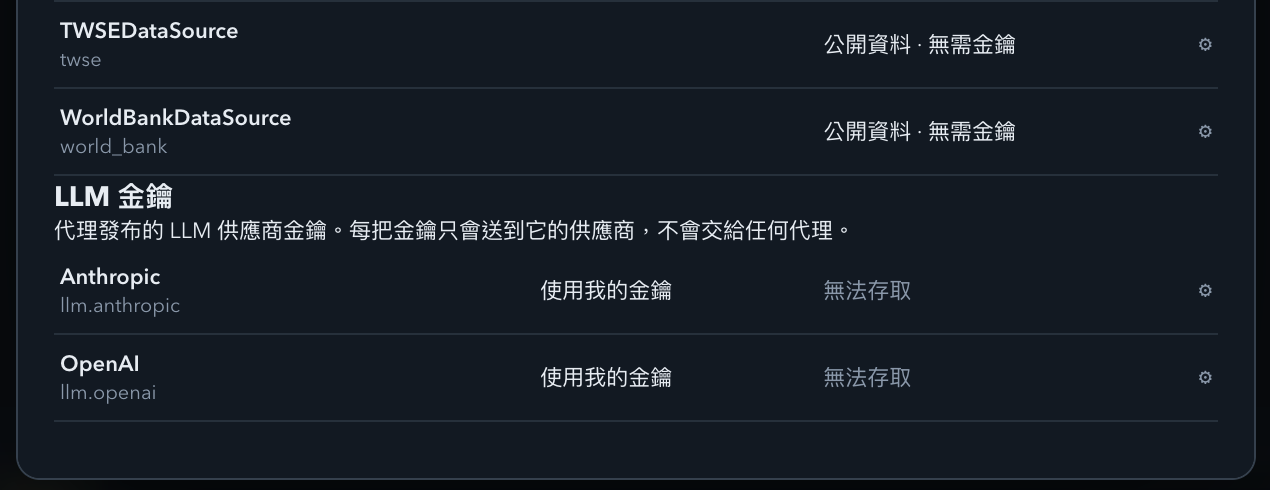 TWSEDataSource
twse
公開資料 · 無需金鑰
⚙
WorldBankDataSource
world_bank
公開資料 · 無需金鑰
⚙
LLM 金鑰
代理發布的 LLM 供應商金鑰。每把金鑰只會送到它的供應商，不會交給任何代理。
Anthropic
llm.anthropic
使用我的金鑰
無法存取
⚙
OpenAI
llm.openai
使用我的金鑰
無法存取
⚙